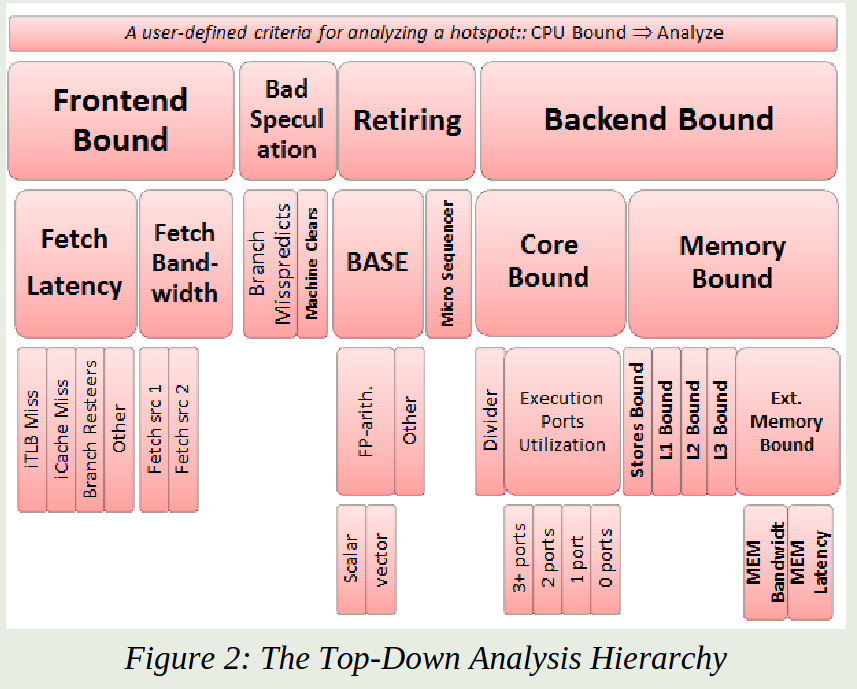 A user-defined criteria for analyzing a hotspot:: CPU Bound ⇒ Analyze
Frontend
Bound
Bad
Specul
ation
Retiring
Backend Bound
Fetch
Latency
Fetch
Band-
width
Branch
Misspredicts
Machine Clears
BASE
Micro Sequencer
Core
Bound
Memory
Bound
iTLB Miss
iCache Miss
Branch Resteers
Other
Fetch src 1
Fetch src 2
FP-arith.
Other
Divider
Execution
Ports
Utilization
Stores Bound
L1 Bound
L2 Bound
L3 Bound
Ext.
Memory
Bound
Scalar
vector
3+ ports
2 ports
1 port
0 ports
MEM
Bandwidt
MEM
Latency
Figure 2: The Top-Down Analysis Hierarchy